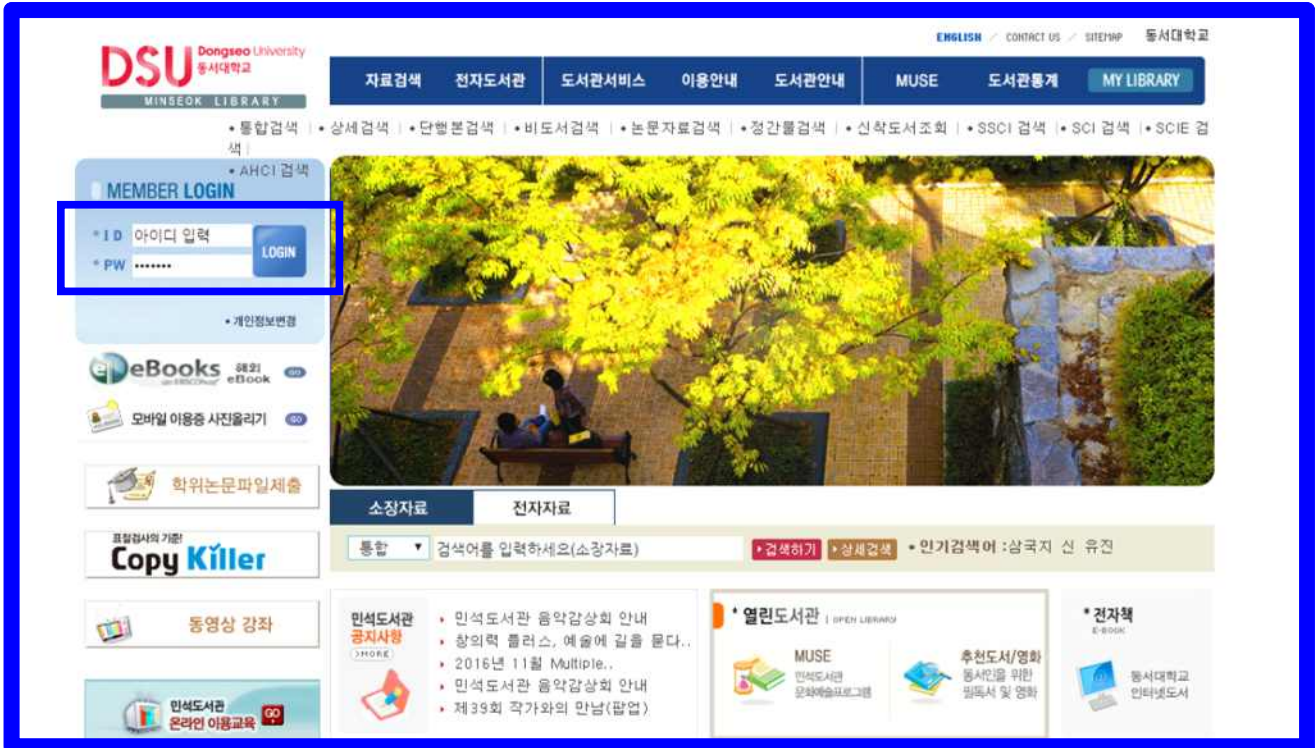 ENGLISH / CONTACT US / SITEMAP 동서대학교
DSU Dongseo University
동서대학교
MINSEOK LIBRARY
자료검색 전자도서관 도서관서비스 이용안내 도서관안내 MUSE 도서관통계 MY LIBRARY
• 통합검색 | • 상세검색 | • 단행본검색 | • 비도서검색 | • 논문자료검색 | • 정간물검색 | • 신착도서조회 | • SSCI 검색 | • SCI 검색 | • SCIE 검
색 |
• AHCI 검색
MEMBER LOGIN
* I D 아이디 입력
* PW •••••••
LOGIN
• 개인정보변경
eBooks 해외
eBook GO
모바일 이용증 사진올리기 GO
학위논문파일제출
표절검사의 기준!
Copy Killer
동영상 강좌
민석도서관
온라인 이용교육 GO
소장자료 전자자료
통합 ▼ 검색어를 입력하세요(소장자료) 검색하기 상세검색 • 인기검색어 :삼국지 신 유진
민석도서관
공지사항
MORE
민석도서관 음악감상회 안내
창의력 플러스, 예술에 길을 묻다..
2016년 11월 Multiple..
민석도서관 음악감상회 안내
제39회 작가와의 만남(팝업)
* 열린도서관 | OPEN LIBRARY
MUSE
민석도서관
문화예술프로그램
추천도서/영화
동서인을 위한
필독서 및 영화
* 전자책
E-BOOK
동서대학교
인터넷도서